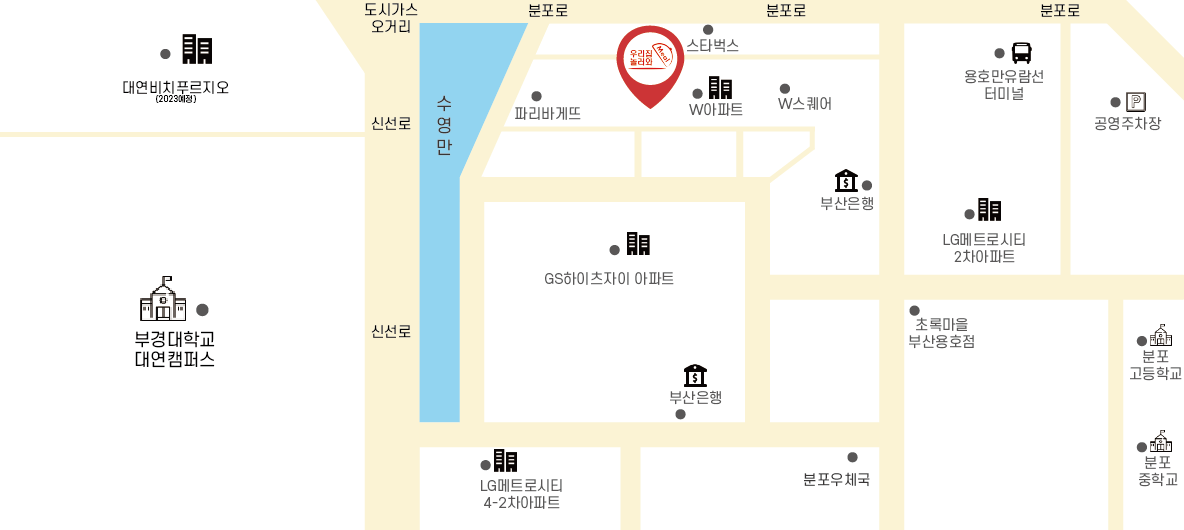 도시가스
오거리
분포로
분포로
분포로
대연비치푸르지오
(2023예정)
신선로
수
영
만
우리집
놀러와
Meat
스타벅스
파리바게뜨
W아파트
W스퀘어
용호만유람선
터미널
P
공영주차장
부산은행
LG메트로시티
2차아파트
GS하이츠자이 아파트
부경대학교
대연캠퍼스
신선로
초록마을
부산용호점
분포
고등학교
부산은행
분포
중학교
LG메트로시티
4-2차아파트
분포우체국